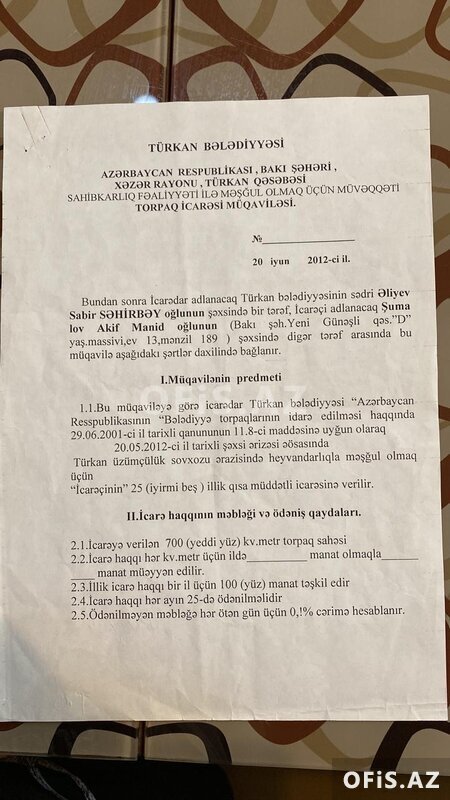 TÜRKAN BƏLƏDİYYƏSİ
AZƏRBAYCAN RESPUBLİKASI , BAKI ŞƏHƏRİ ,
XƏZƏR RAYONU , TÜRKAN QƏSƏBƏSİ
SAHİBKARLIQ FƏALİYYƏTİ İLƏ MƏŞĞUL OLMAQ ÜÇÜN MÜVƏQQƏTİ
TORPAQ İCARƏSİ MÜQAVİLƏSİ.
№_______________
20 iyun 2012-ci il.
Bundan sonra İcarədar adlanacaq Türkan bələdiyyəsinin sədri Əliyev
Sabir SƏHİRBƏY oğlunun şəxsində bir tərəf, İcarəçi adlanacaq Şuma
lov Akif Manid oğlunun (Bakı şəh.Yeni Günəşli qəs.”D”
yaş.massivi,ev 13,mənzil 189 ) şəxsində digər tərəf arasında bu
müqavilə aşağıdakı şərtlər daxilində bağlanır.
I.Müqavilənin predmeti
1.1.Bu müqaviləyə görə icarədar Türkan bələdiyyəsi “Azərbaycan
Resspublikasının “Bələdiyyə torpaqlarının idarə edilməsi haqqında
29.06.2001-ci il tarixli qanununun 11.8-ci maddəsinə uyğun olaraq
20.05.2012-ci il tarixli şəxsi ərizəsi əösasında
Türkan üzümçülük sovxozu ərazisində heyvandarlıqla məşğul olmaq
üçün
“İcarəçinin” 25 (iyirmi beş ) illik qısa müddətli icarəsinə verilir.
II.İcarə haqqının məbləği və ödəniş qaydaları.
2.1.İcarəyə verilən 700 (yeddi yüz) kv.metr torpaq sahəsi
2.2.İcarə haqqı hər kv.metr üçün ildə__________ manat olmaqla______
____ manat müəyyən edilir.
2.3.İllik icarə haqqı bir il üçün 100 (yüz) manat təşkil edir
2.4.İcarə haqqı hər ayın 25-də ödənilməlidir
2.5.Ödənilməyən məbləğə hər ötən gün üçün 0,!% cərimə hesablanır.
OFiS.AZ